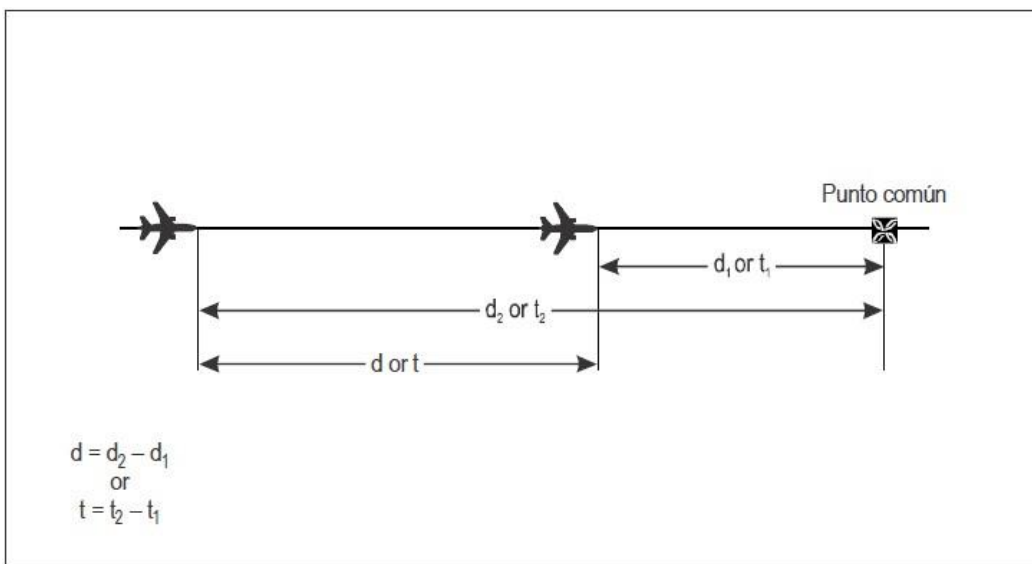 Punto común
d₁ or t₁
d₂ or t₂
d or t
d = d₂ – d₁
or
t = t₂ – t₁